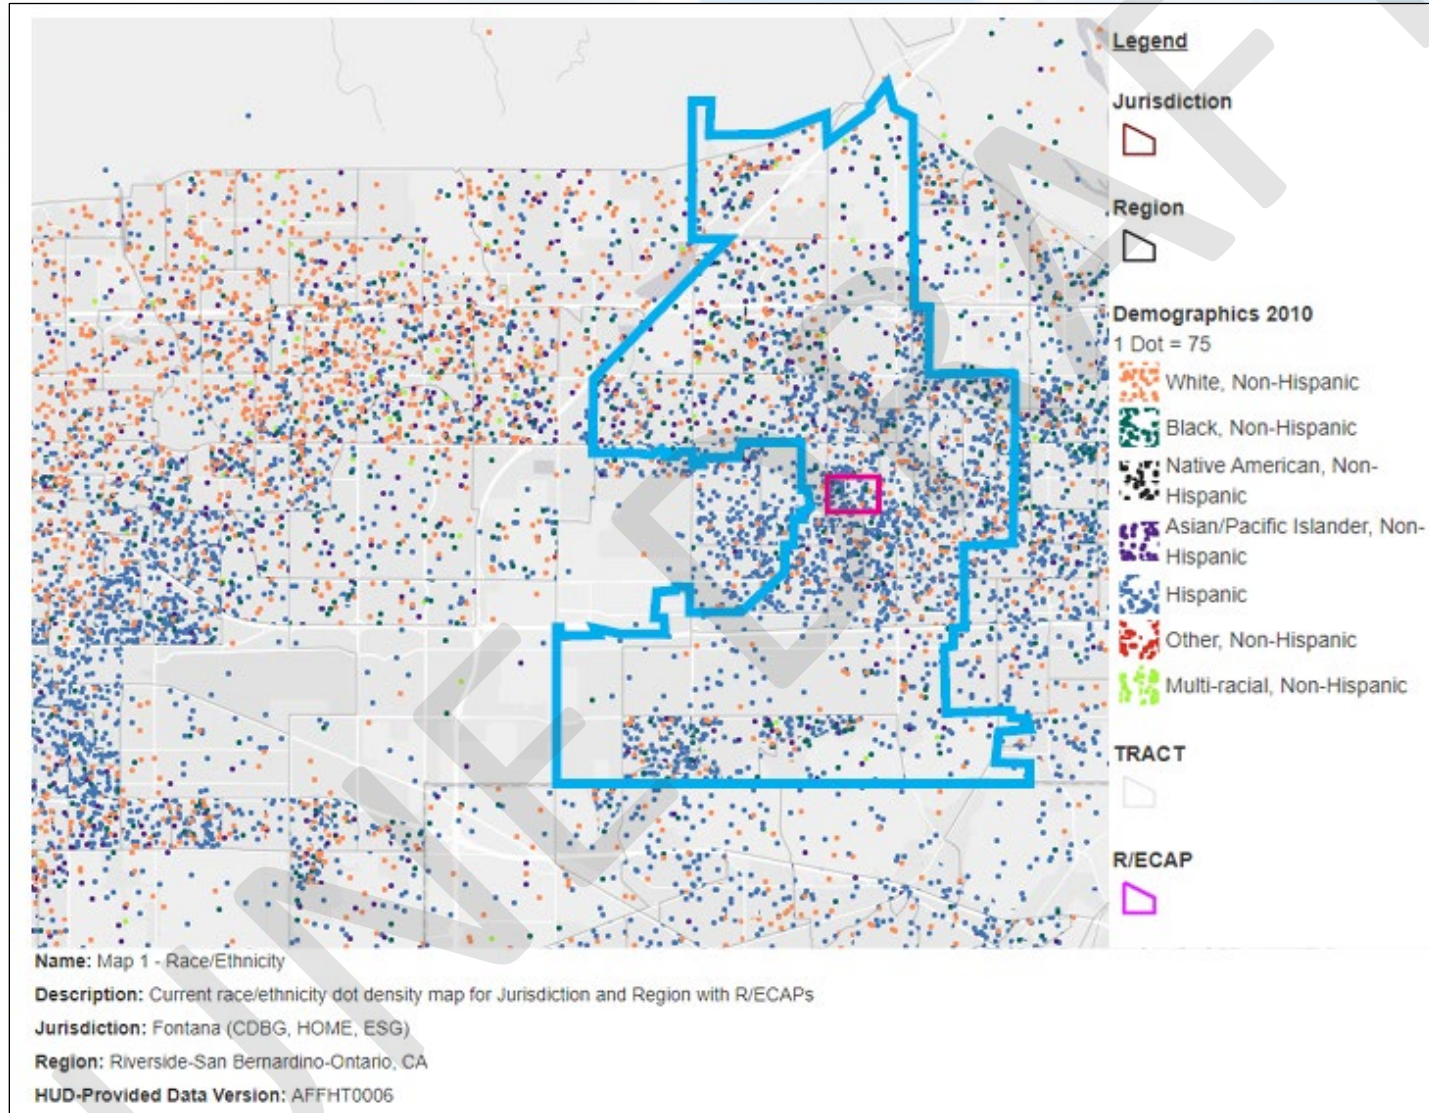 Legend
Jurisdiction
Region
Demographics 2010
1 Dot = 75
White, Non-Hispanic
Black, Non-Hispanic
Native American, Non-
Hispanic
Asian/Pacific Islander, Non-
Hispanic
Hispanic
Other, Non-Hispanic
Multi-racial, Non-Hispanic
TRACT
R/ECAP
Name: Map 1 - Race/Ethnicity
Description: Current race/ethnicity dot density map for Jurisdiction and Region with R/ECAPs
Jurisdiction: Fontana (CDBG, HOME, ESG)
Region: Riverside-San Bernardino-Ontario, CA
HUD-Provided Data Version: AFFHT0006